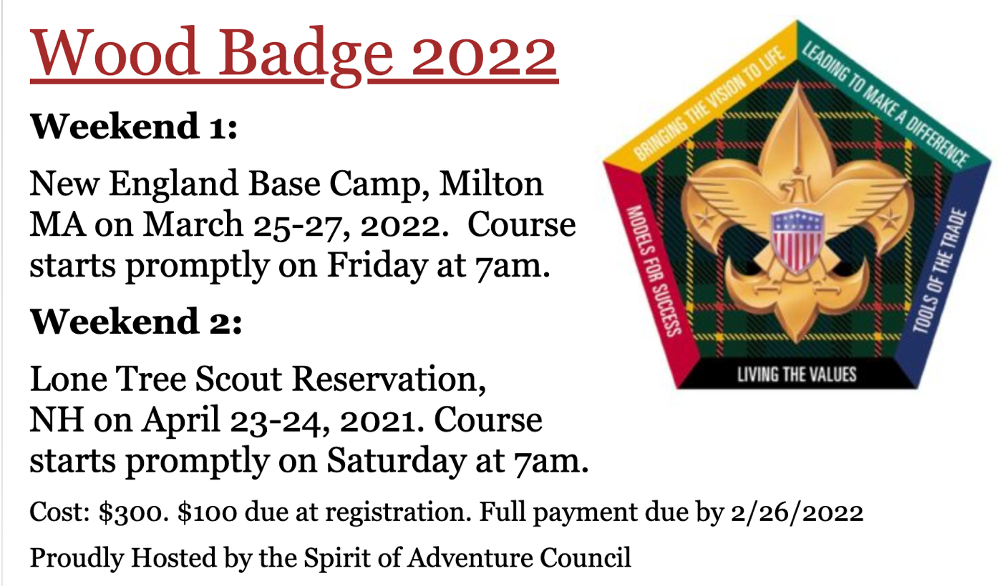 Wood Badge 2022
Weekend 1:
New England Base Camp, Milton
MA on March 25-27, 2022.  Course
starts promptly on Friday at 7am.
Weekend 2:
Lone Tree Scout Reservation,
NH on April 23-24, 2021. Course
starts promptly on Saturday at 7am.
Cost: $300. $100 due at registration. Full payment due by 2/26/2022
Proudly Hosted by the Spirit of Adventure Council
BRINGING THE VISION TO LIFE
LEADING TO MAKE A DIFFERENCE
MODELS FOR SUCCESS
TOOLS OF THE TRADE
LIVING THE VALUES